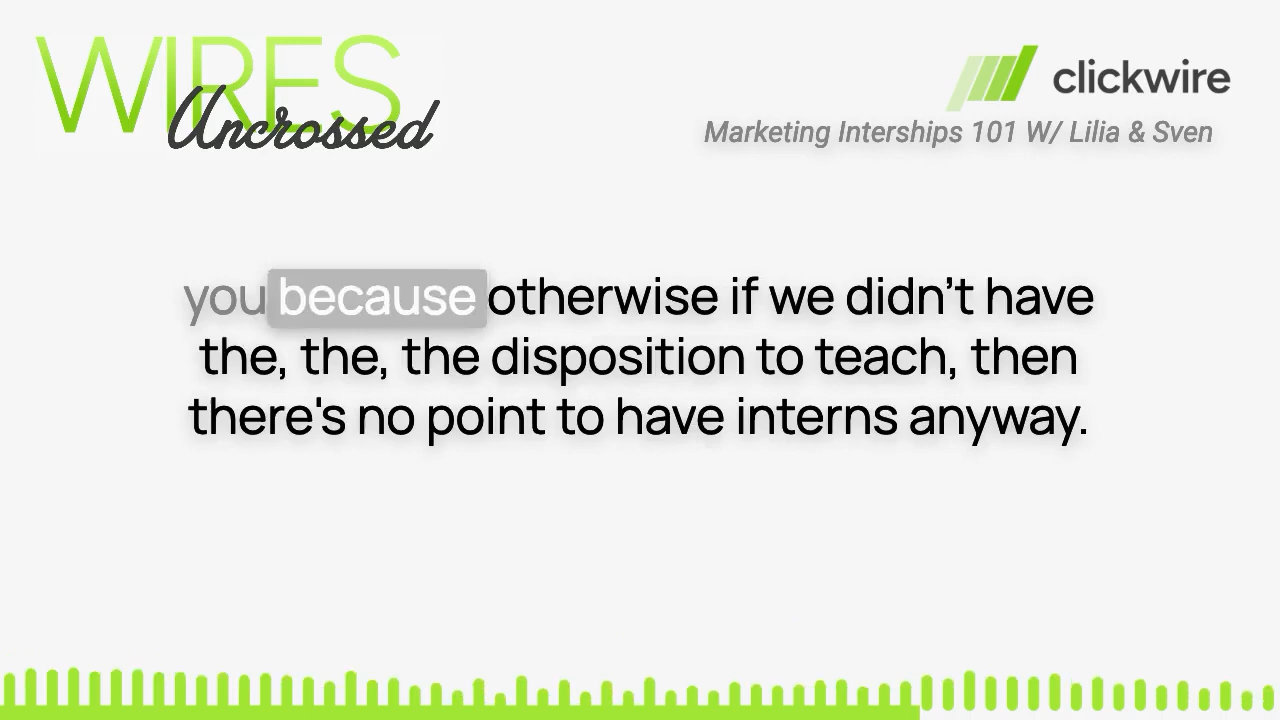 WIRES
Uncrossed
clickwire
Marketing Interships 101 W/ Lilia & Sven
you because otherwise if we didn't have
the, the, the disposition to teach, then
there's no point to have interns anyway.